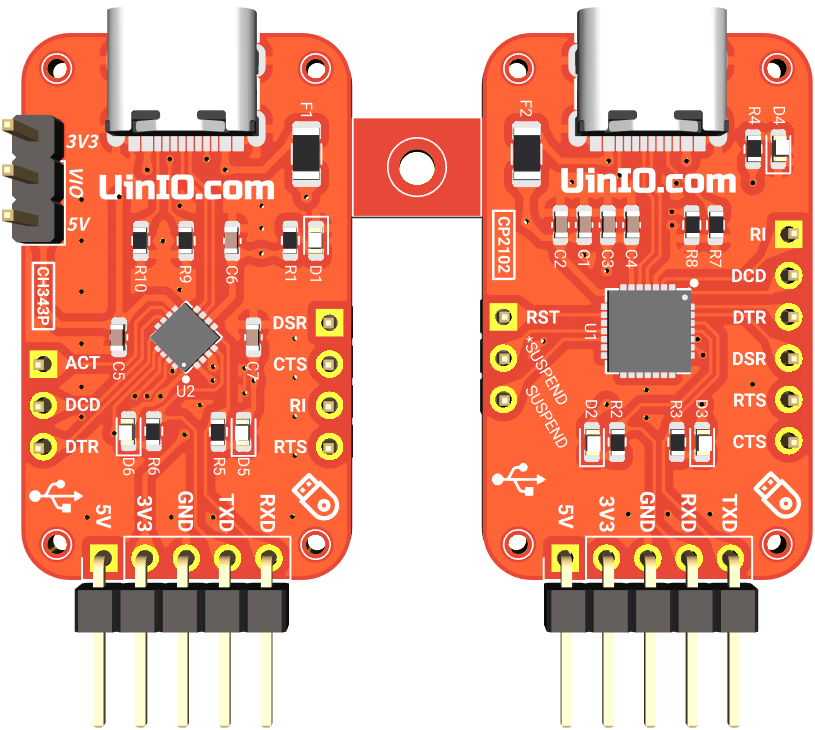 F1
3V3
VIO
5V
UinIO.com
R10
R9
C6
R1
D1
CH343P
DSR
CTS
RI
RTS
ACT
DCD
DTR
C5
U2
C7
D6
R6
R5
D5
5V
3V3
GND
TXD
RXD
F2
R4
D4
UinIO.com
CP2102
C2
C1
C3
C4
R8
R7
RI
DCD
DTR
DSR
RTS
CTS
RST
*SUSPEND
SUSPEND
U1
D2
R2
R3
D3
5V
3V3
GND
RXD
TXD